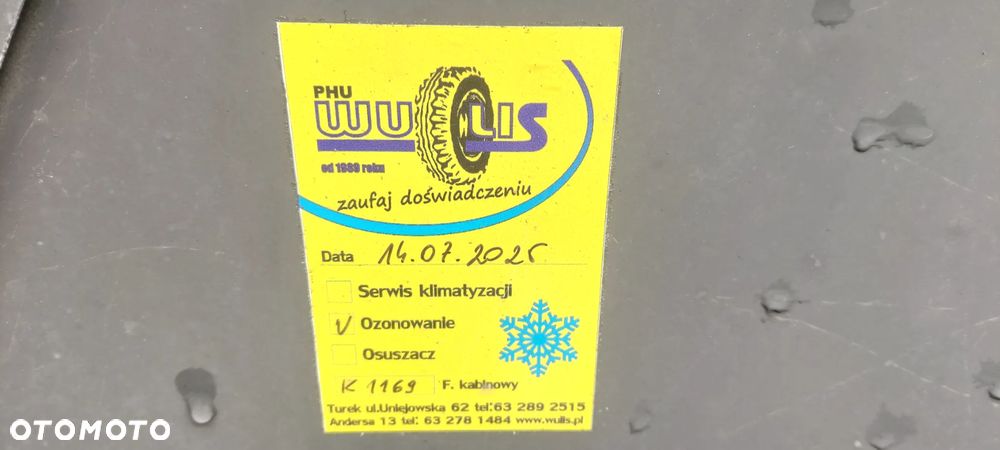 PHU
WULIS
od 1989 roku
zaufaj doświadczeniu
Data 14.07.2025
Serwis klimatyzacji
V Ozonowanie
Osuszacz
K 1169 F. kabinowy
Turek ul.Uniejowska 62 tel:63 289 2515
Andersa 13 tel: 63 278 1484 www.wulis.pl
OTOMOTO